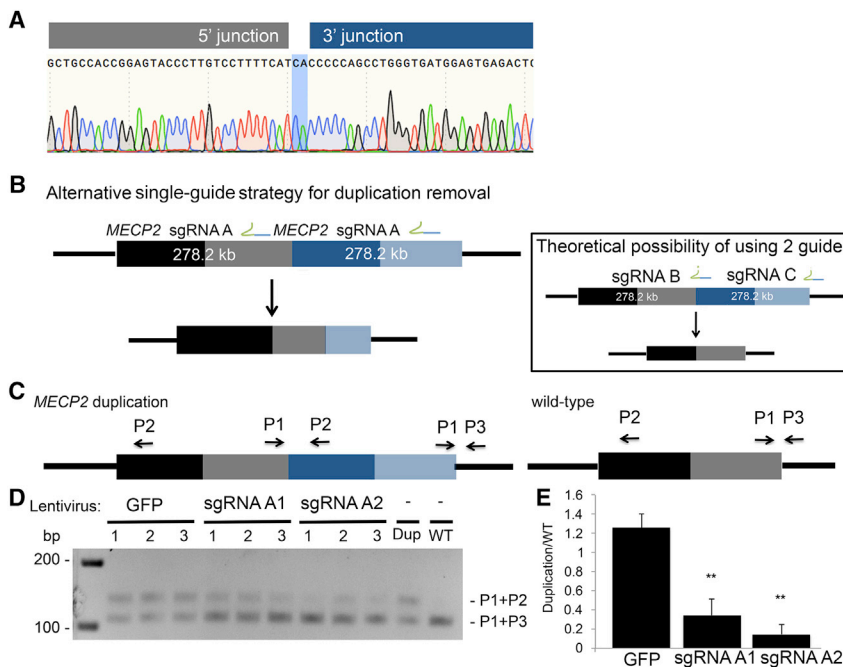 A
5' junction 3' junction
GCTGCCACCGGAGTACCCTTGTCCTTTTCATCACCCCCAGCCTGGGTGATGGAGTGAGACTC
B
Alternative single-guide strategy for duplication removal
MECP2 sgRNA A MECP2 sgRNA A
278.2 kb 278.2 kb
Theoretical possibility of using 2 guide
sgRNA B sgRNA C
278.2 kb 278.2 kb
C
MECP2 duplication
P2 P1 P2 P1 P3
wild-type
P2 P1 P3
D
Lentivirus: GFP sgRNA A1 sgRNA A2 - -
bp 1 2 3 1 2 3 1 2 3 Dup WT
200 -
100 -
- P1+P2
- P1+P3
E
Duplication/WT
1.6
1.4
1.2
1
0.8
0.6
0.4
0.2
0
**
**
GFP sgRNA A1 sgRNA A2